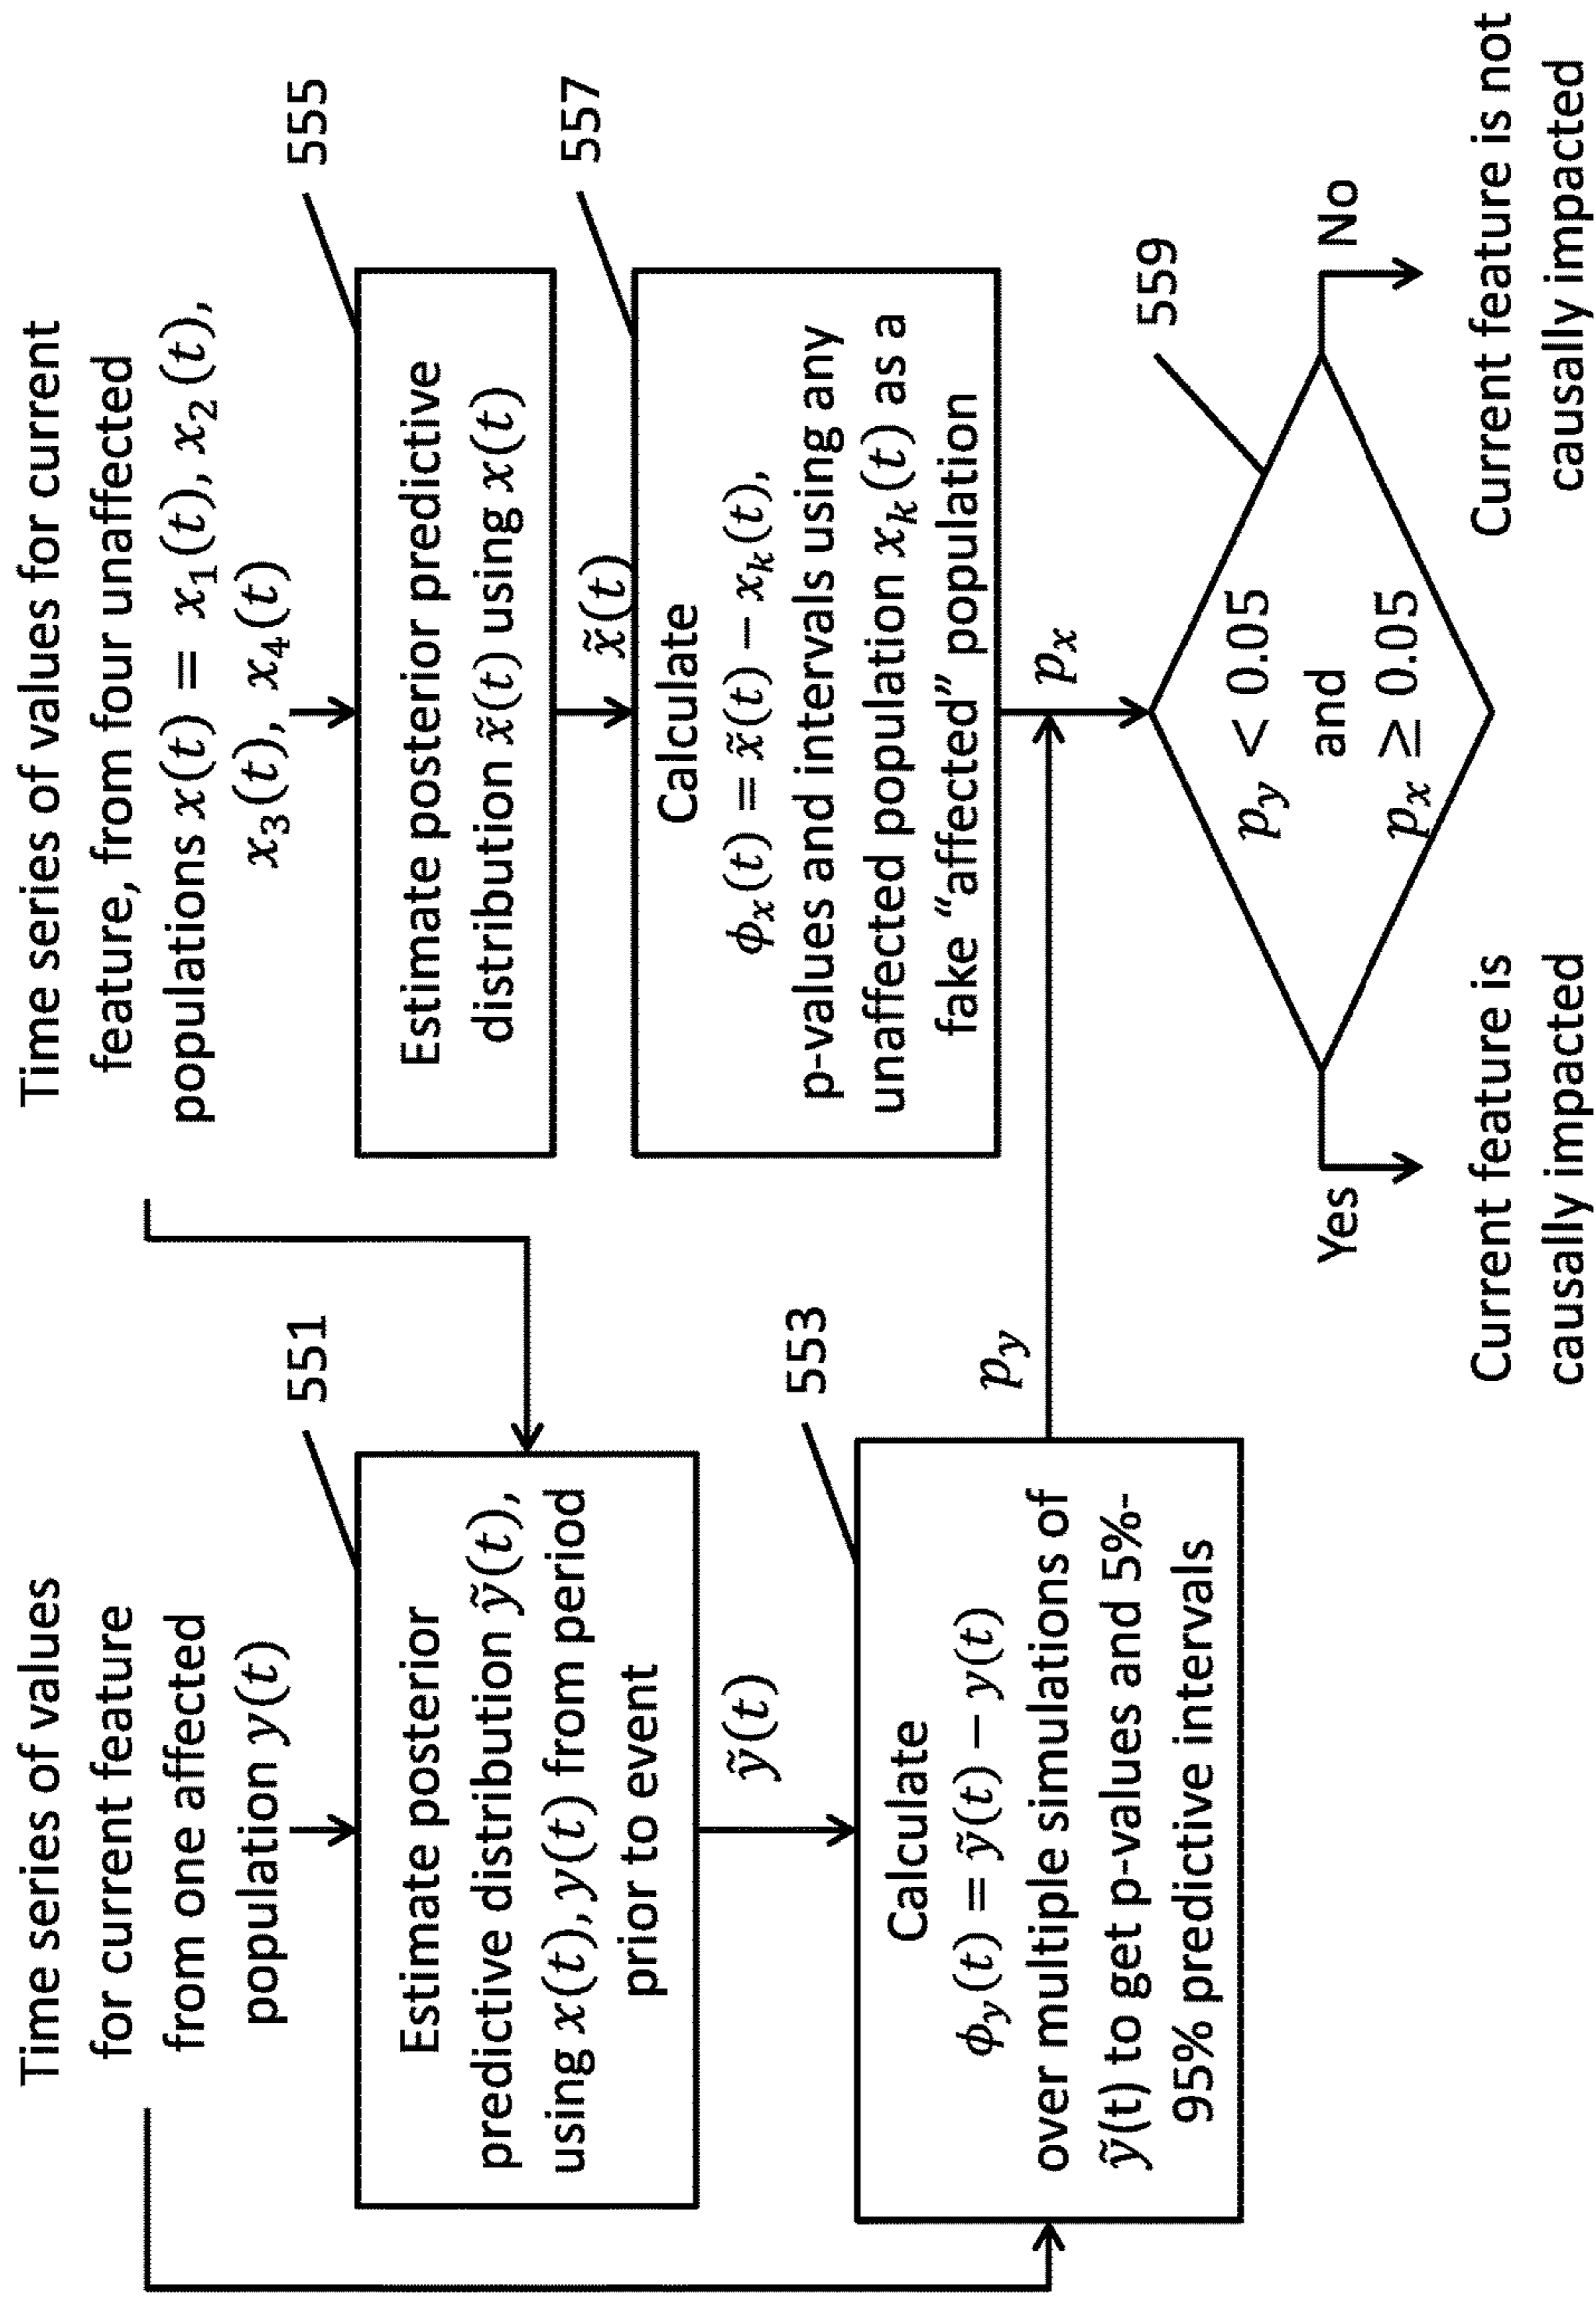 Time series of values
for current feature
from one affected
population y(t)
551
Estimate posterior
predictive distribution ỹ(t),
using x(t), y(t) from period
prior to event
ỹ(t)
553
Calculate
ϕy(t) = ỹ(t) − y(t)
over multiple simulations of
ỹ(t) to get p-values and 5%-
95% predictive intervals
py
Time series of values for current
feature, from four unaffected
populations x(t) = x1(t), x2(t),
x3(t), x4(t)
555
Estimate posterior predictive
distribution x̃(t) using x(t)
x̃(t)
557
Calculate
ϕx(t) = x̃(t) − xk(t),
p-values and intervals using any
unaffected population xk(t) as a
fake “affected” population
px
559
py < 0.05
and
px ≥ 0.05
Yes
Current feature is
causally impacted
No
Current feature is not
causally impacted